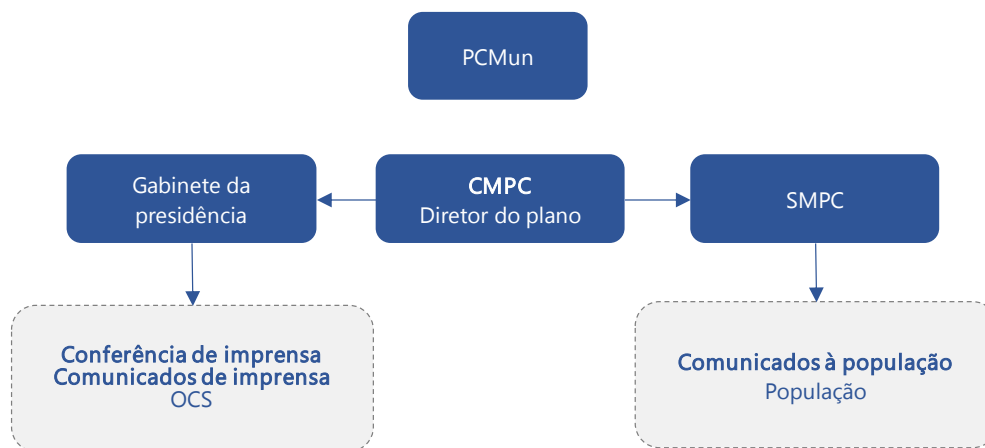 PCMun
Gabinete da
presidência
CMPC
Diretor do plano
SMPC
Conferência de imprensa
Comunicados de imprensa
OCS
Comunicados à população
População